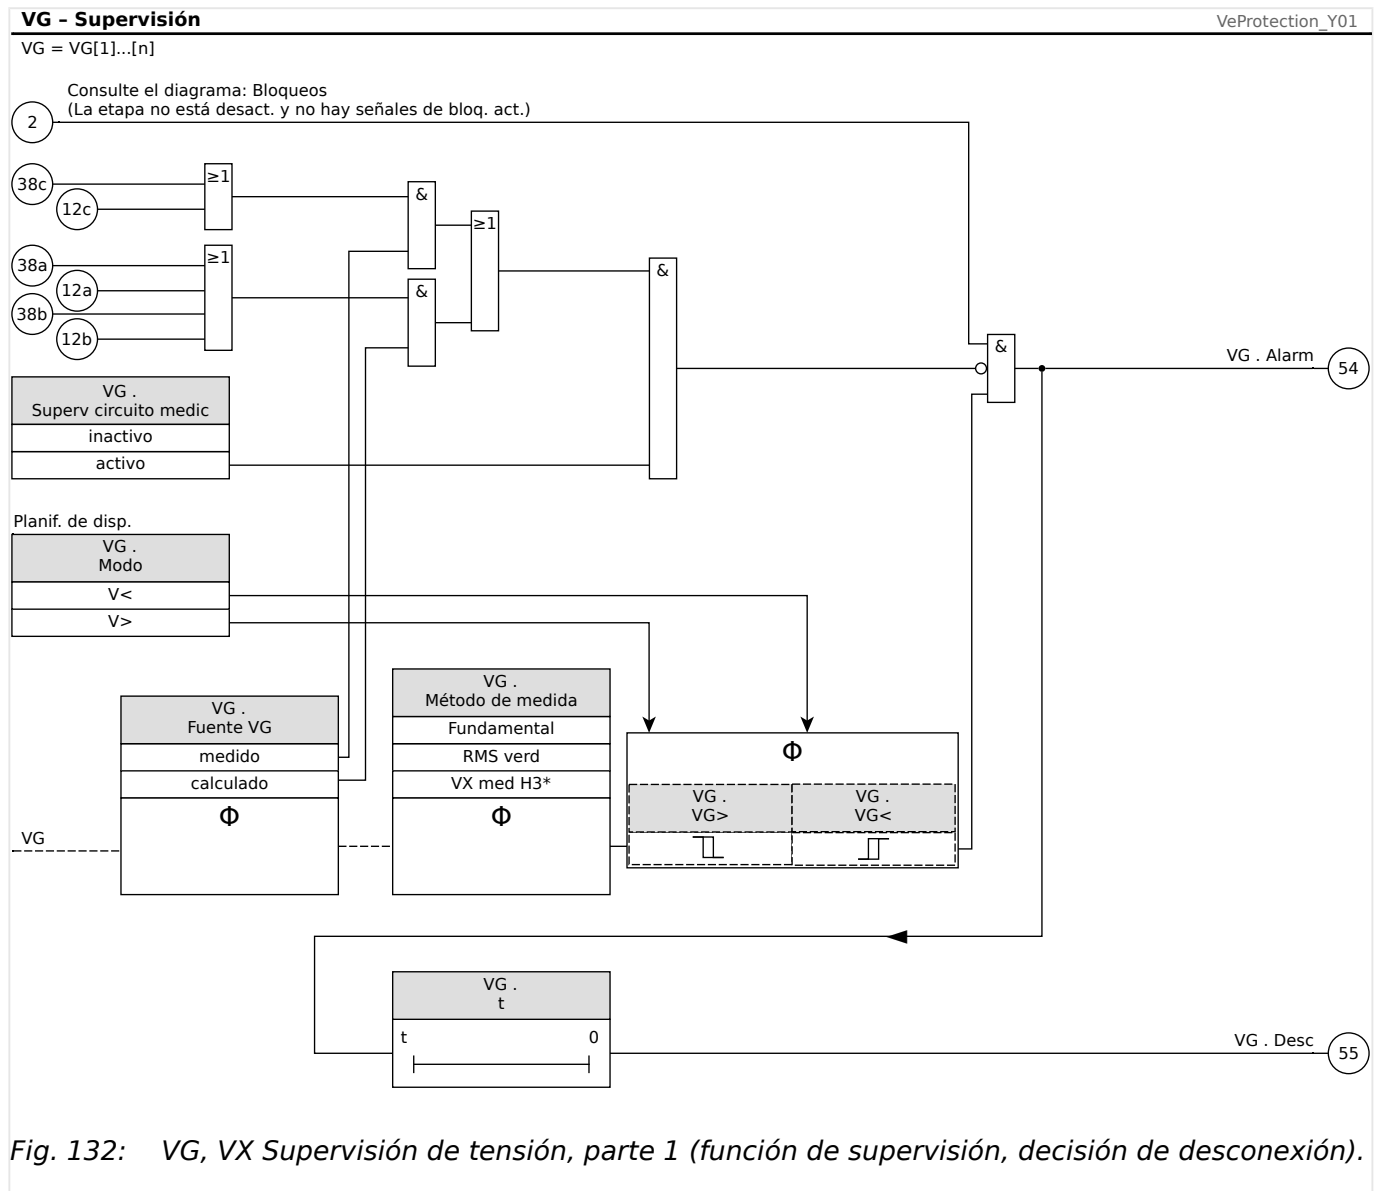 VG – Supervisión
VeProtection_Y01
VG = VG[1]...[n]
Consulte el diagrama: Bloqueos
(La etapa no está desact. y no hay señales de bloq. act.)
2
38c
12c
≥1
&
≥1
38a
12a
38b
12b
≥1
&
&
&
VG . Alarm
54
VG .
Superv circuito medic
inactivo
activo
Planif. de disp.
VG .
Modo
V<
V>
VG .
Fuente VG
medido
calculado
Φ
VG
VG .
Método de medida
Fundamental
RMS verd
VX med H3*
Φ
Φ
VG .
VG>
VG .
VG<
VG .
t
t
0
VG . Desc
55
Fig. 132: VG, VX Supervisión de tensión, parte 1 (función de supervisión, decisión de desconexión).